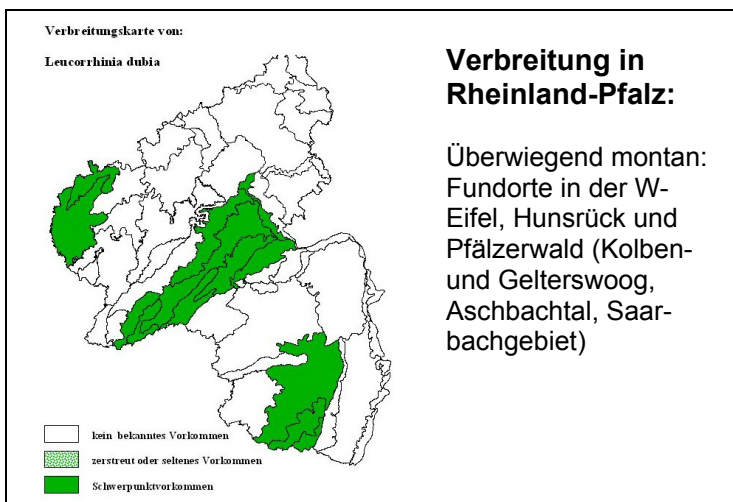 Verbreitungskarte von:
Leucorrhinia dubia
kein bekanntes Vorkommen
zerstreut oder seltenes Vorkommen
Schwerpunktvorkommen
Verbreitung in
Rheinland-Pfalz:
Überwiegend montan:
Fundorte in der W-
Eifel, Hunsrück und
Pfälzerwald (Kolben-
und Gelterswoog,
Aschbachtal, Saar-
bachgebiet)